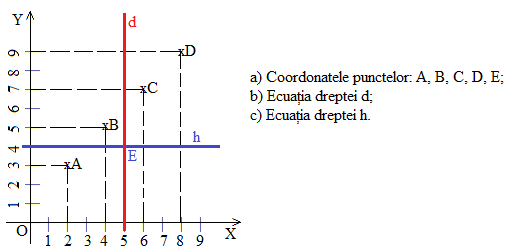 Y
d
9
D
8
7
C
6
a) Coordonatele punctelor: A, B, C, D, E;
b) Ecuația dreptei d;
c) Ecuația dreptei h.
5
B
h
4
E
3
A
2
1
O
1 2 3 4 5 6 7 8 9 X